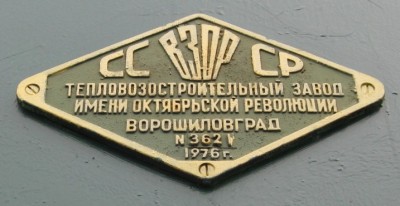 СС ВЗОР СР
ТЕПЛОВОЗОСТРОИТЕЛЬНЫЙ ЗАВОД
ИМЕНИ ОКТЯБРЬСКОЙ РЕВОЛЮЦИИ
ВОРОШИЛОВГРАД
N 362
1976 г.